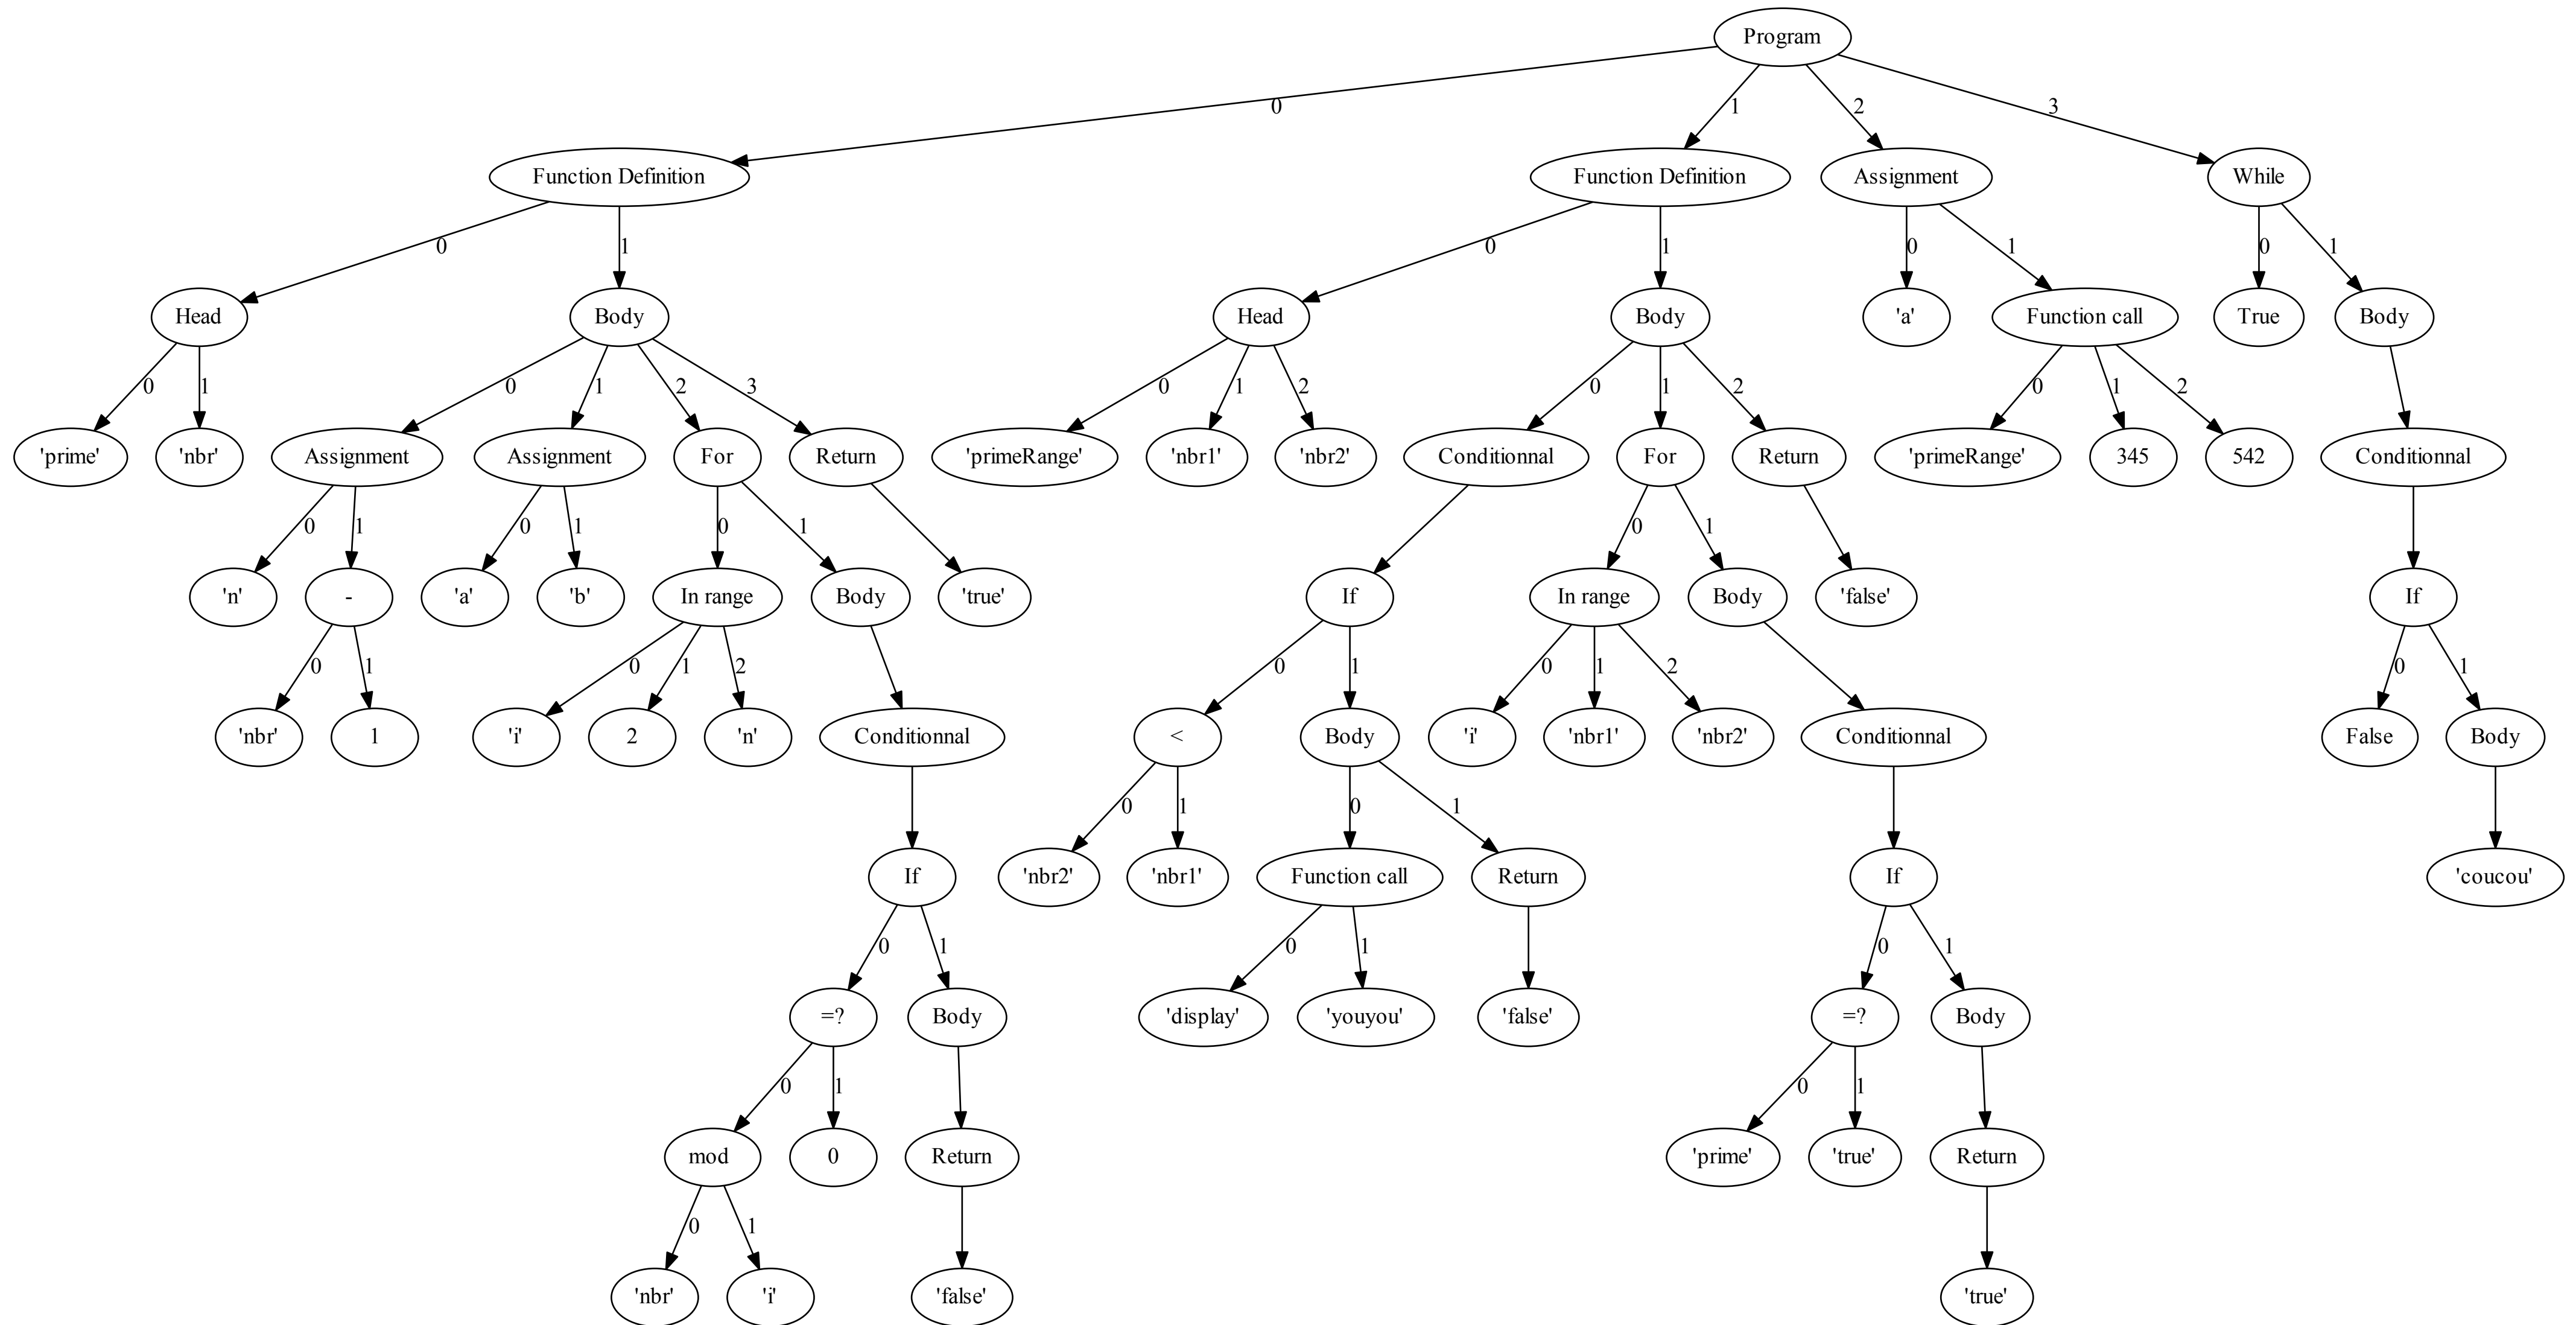 Program
0 1 2 3
Function Definition Function Definition Assignment While
0 1 0 1 0 1 0 1
Head Body Head Body 'a' Function call True Body
0 1 0 1 2 3 0 1 2 0 1 2 0 1 2
'prime' 'nbr' Assignment Assignment For Return 'primeRange' 'nbr1' 'nbr2' Conditionnal For Return 'primeRange' 345 542 Conditionnal
0 1 0 1 0 1 0 1
'n' - 'a' 'b' In range Body 'true' If In range Body 'false' If
0 1 0 1 2 0 1 0 1 2 0 1
'nbr' 1 'i' 2 'n' Conditionnal < Body 'i' 'nbr1' 'nbr2' Conditionnal False Body
0 1 0 1
If 'nbr2' 'nbr1' Function call Return If 'coucou'
0 1 0 1 0 1
=? Body 'display' 'youyou' 'false' =? Body
0 1 0 1
mod 0 Return 'prime' 'true' Return
0 1
'nbr' 'i' 'false' 'true'